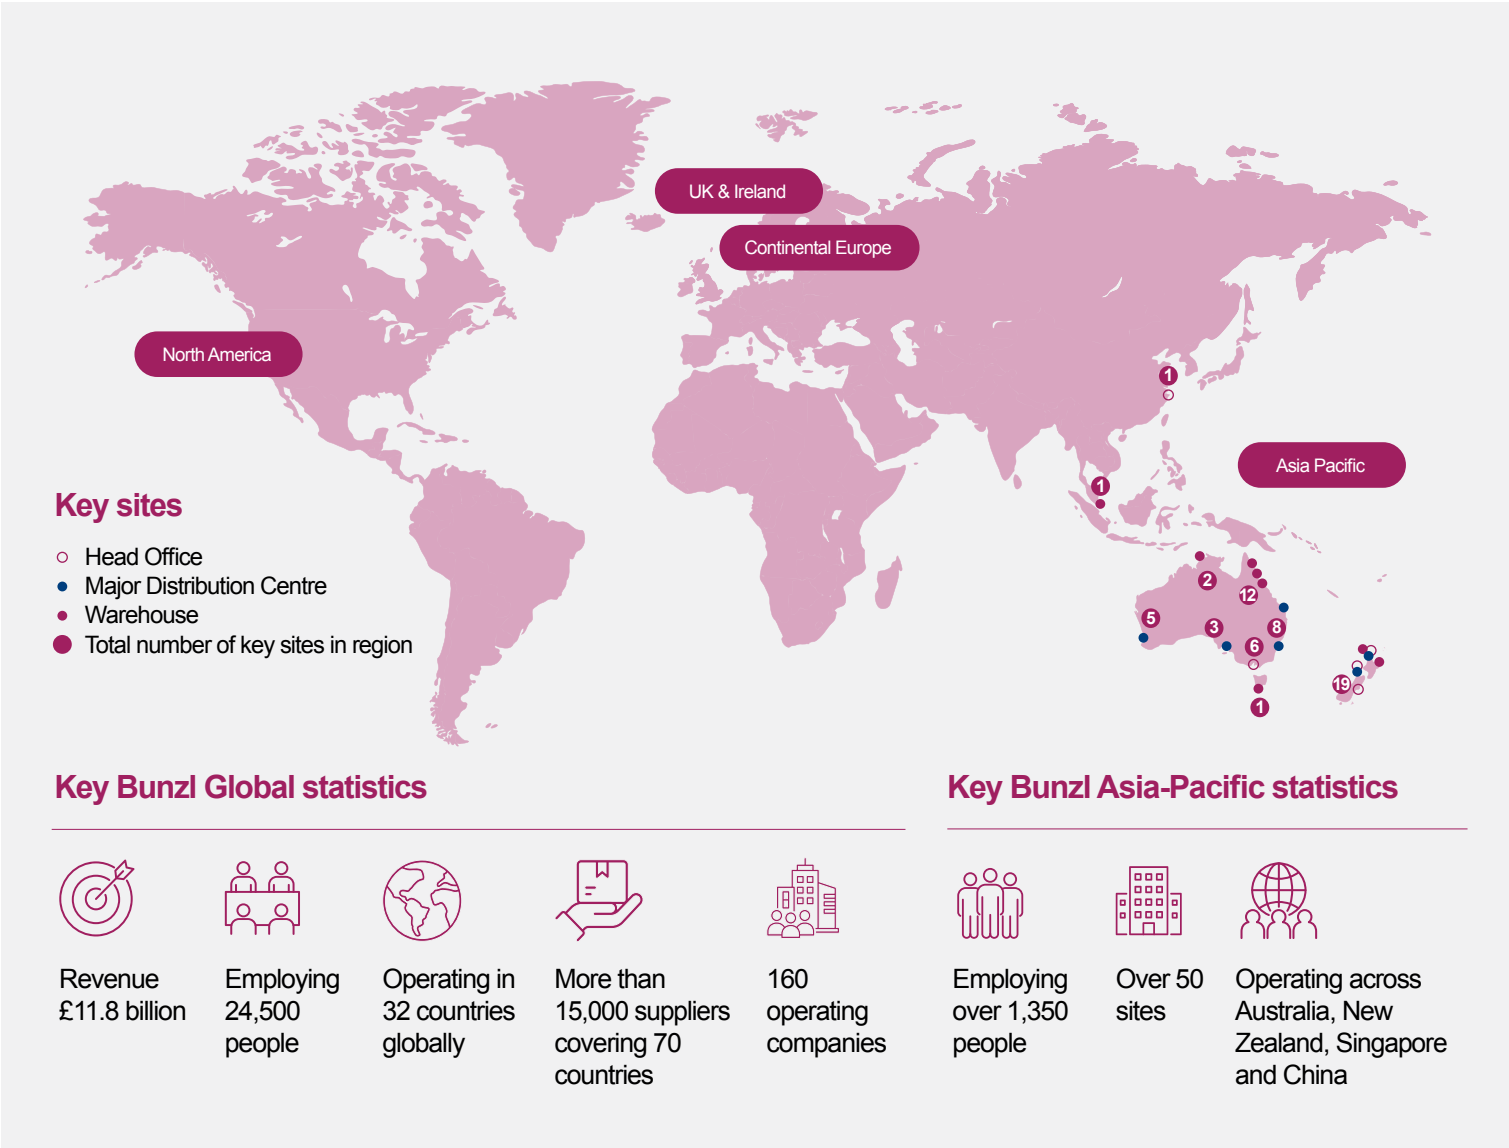 UK & Ireland
Continental Europe
North America
1
Asia Pacific
1
Key sites
Head Office
Major Distribution Centre
Warehouse
Total number of key sites in region
2
12
5
3
8
6
19
1
Key Bunzl Global statistics
Revenue
£11.8 billion
Employing
24,500
people
Operating in
32 countries
globally
More than
15,000 suppliers
covering 70
countries
160
operating
companies
Key Bunzl Asia-Pacific statistics
Employing
over 1,350
people
Over 50
sites
Operating across
Australia, New
Zealand, Singapore
and China